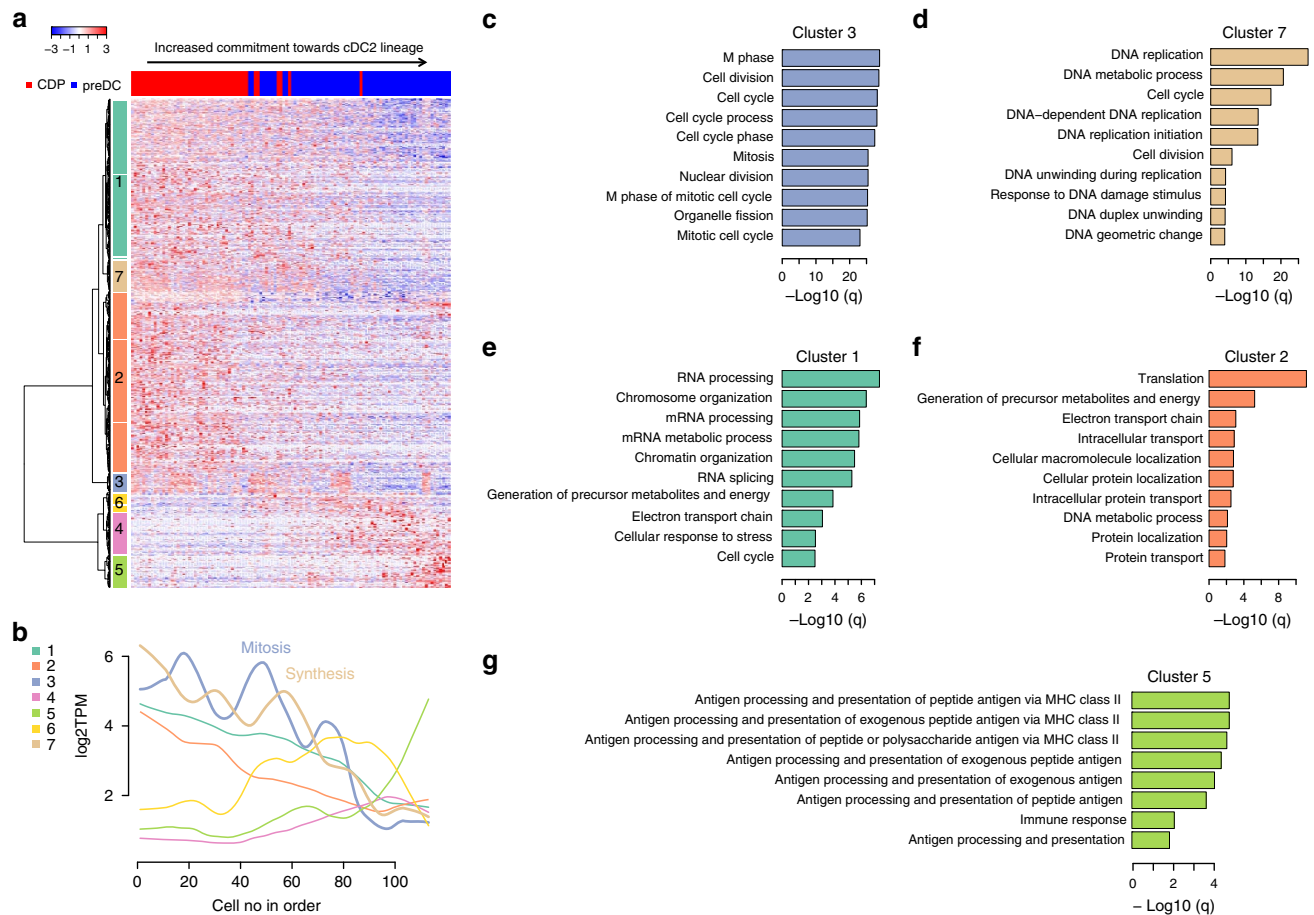 a
−3 −1 1 3
Increased commitment towards cDC2 lineage
CDP preDC
1
7
2
3
6
4
5
b
1
2
3
4
5
6
7
Mitosis
Synthesis
log2TPM
6
4
2
0 20 40 60 80 100
Cell no in order
c
Cluster 3
M phase
Cell division
Cell cycle
Cell cycle process
Cell cycle phase
Mitosis
Nuclear division
M phase of mitotic cell cycle
Organelle fission
Mitotic cell cycle
0 10 20
−Log10 (q)
d
Cluster 7
DNA replication
DNA metabolic process
Cell cycle
DNA−dependent DNA replication
DNA replication initiation
Cell division
DNA unwinding during replication
Response to DNA damage stimulus
DNA duplex unwinding
DNA geometric change
0 10 20
−Log10 (q)
e
Cluster 1
RNA processing
Chromosome organization
mRNA processing
mRNA metabolic process
Chromatin organization
RNA splicing
Generation of precursor metabolites and energy
Electron transport chain
Cellular response to stress
Cell cycle
0 2 4 6
−Log10 (q)
f
Cluster 2
Translation
Generation of precursor metabolites and energy
Electron transport chain
Intracellular transport
Cellular macromolecule localization
Cellular protein localization
Intracellular protein transport
DNA metabolic process
Protein localization
Protein transport
0 4 8
−Log10 (q)
g
Cluster 5
Antigen processing and presentation of peptide antigen via MHC class II
Antigen processing and presentation of exogenous peptide antigen via MHC class II
Antigen processing and presentation of peptide or polysaccharide antigen via MHC class II
Antigen processing and presentation of exogenous peptide antigen
Antigen processing and presentation of exogenous antigen
Antigen processing and presentation of peptide antigen
Immune response
Antigen processing and presentation
0 2 4
− Log10 (q)